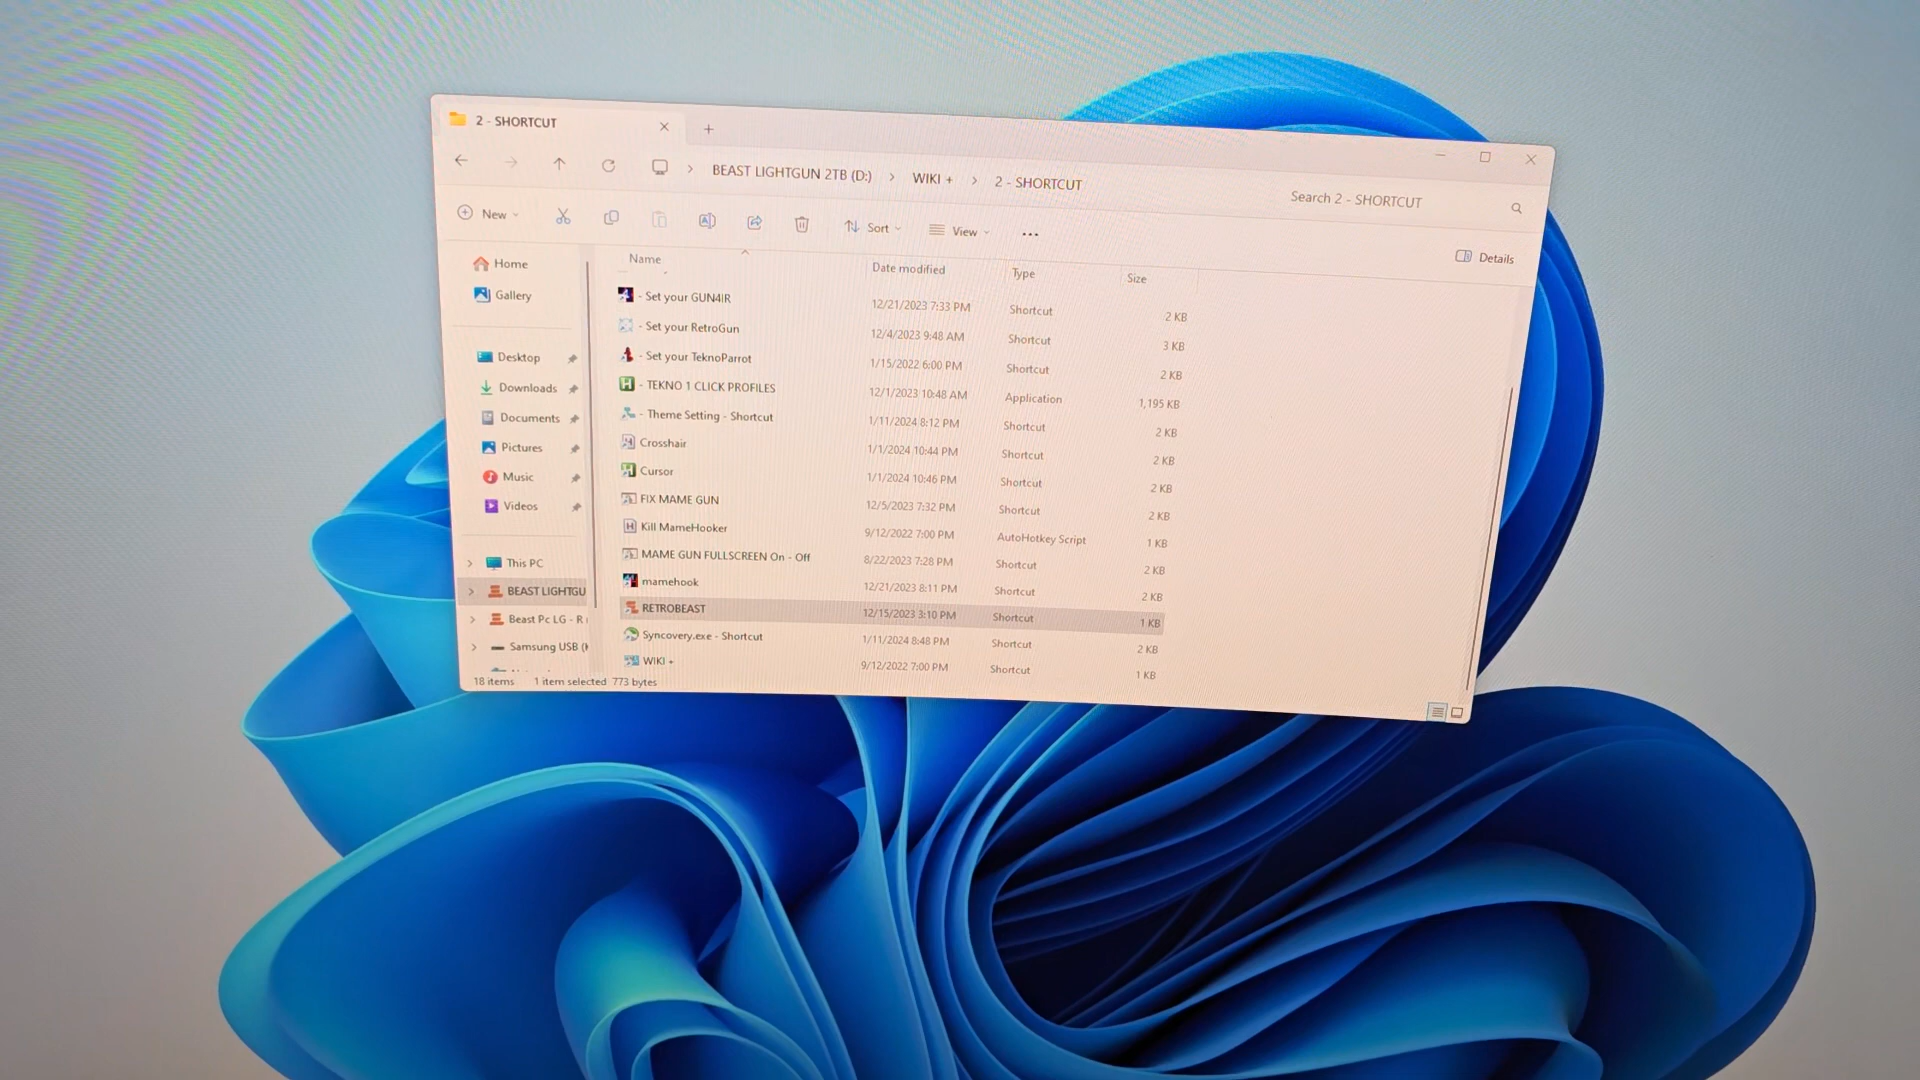 2 - SHORTCUT
BEAST LIGHTGUN 2TB (D:) > WIKI + > 2 - SHORTCUT
Search 2 - SHORTCUT
New
Sort
View
Details
Home
Gallery
Desktop
Downloads
Documents
Pictures
Music
Videos
This PC
BEAST LIGHTGU
Beast Pc LG - R
Samsung USB (
Name Date modified Type Size
- Set your GUN4IR 12/21/2023 7:33 PM Shortcut 2 KB
- Set your RetroGun 12/4/2023 9:48 AM Shortcut 3 KB
- Set your TeknoParrot 1/15/2022 6:00 PM Shortcut 2 KB
- TEKNO 1 CLICK PROFILES 12/1/2023 10:48 AM Application 1,195 KB
- Theme Setting - Shortcut 1/11/2024 8:12 PM Shortcut 2 KB
Crosshair 1/1/2024 10:44 PM Shortcut 2 KB
Cursor 1/1/2024 10:46 PM Shortcut 2 KB
FIX MAME GUN 12/5/2023 7:32 PM Shortcut 2 KB
Kill MameHooker 9/12/2022 7:00 PM AutoHotkey Script 1 KB
MAME GUN FULLSCREEN On - Off 8/22/2023 7:28 PM Shortcut 2 KB
mamehook 12/21/2023 8:11 PM Shortcut 2 KB
RETROBEAST 12/15/2023 3:10 PM Shortcut 1 KB
Syncovery.exe - Shortcut 1/11/2024 8:48 PM Shortcut 2 KB
WIKI + 9/12/2022 7:00 PM Shortcut 1 KB
18 items 1 item selected 773 bytes